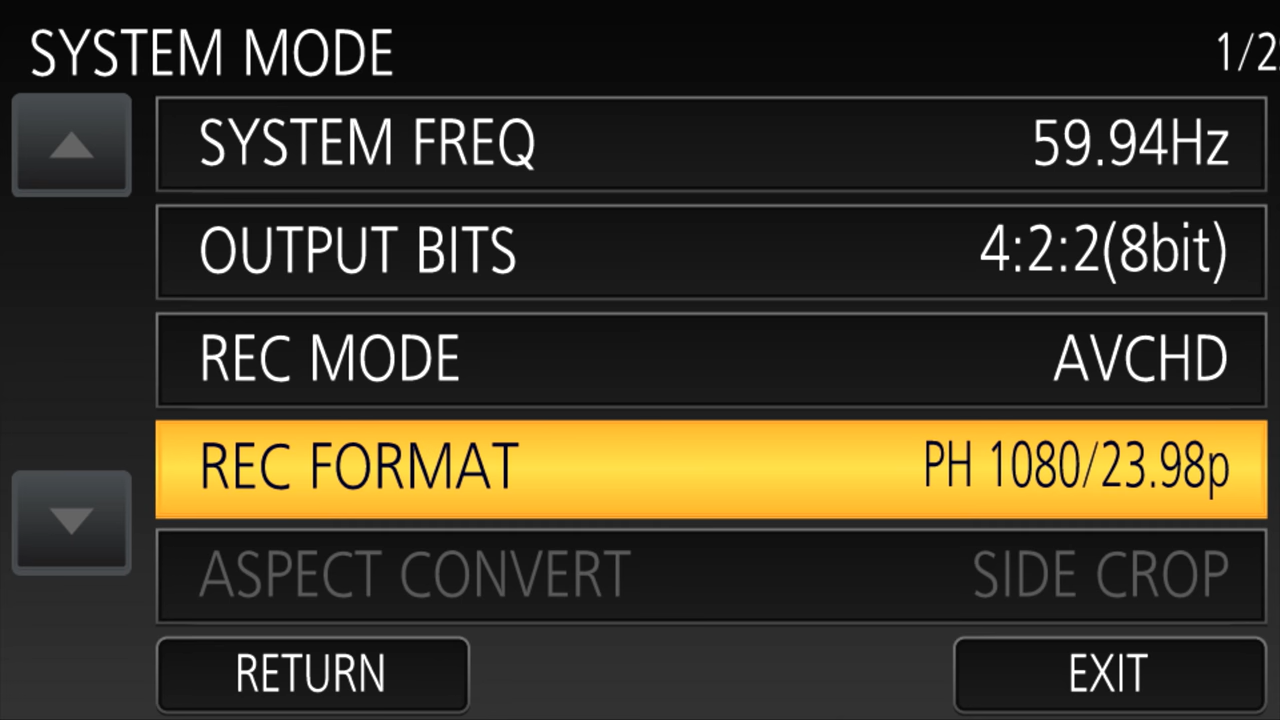 SYSTEM MODE 1/2
SYSTEM FREQ 59.94Hz
OUTPUT BITS 4:2:2(8bit)
REC MODE AVCHD
REC FORMAT PH 1080/23.98p
ASPECT CONVERT SIDE CROP
RETURN EXIT